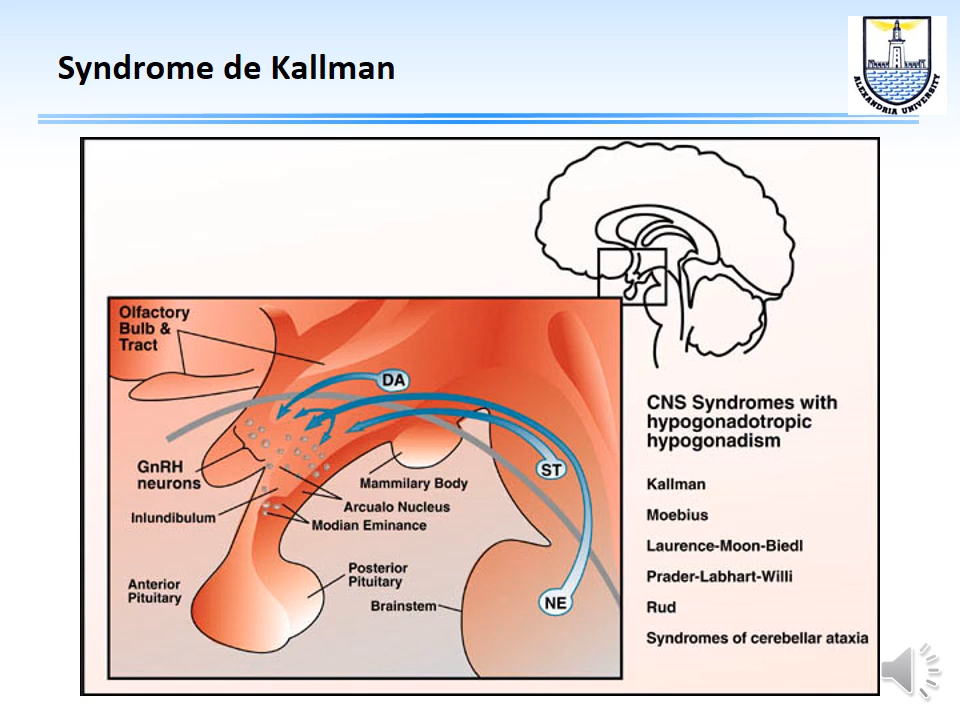 Syndrome de Kallman
ALEXANDRIA UNIVERSITY
Olfactory
Bulb &
Tract
DA
GnRH
neurons
Inlundibulum
Mammilary Body
Arcualo Nucleus
Modian Eminance
ST
Anterior
Pituitary
Posterior
Pituitary
Brainstem
NE
CNS Syndromes with
hypogonadotropic
hypogonadism
Kallman
Moebius
Laurence-Moon-Biedl
Prader-Labhart-Willi
Rud
Syndromes of cerebellar ataxia